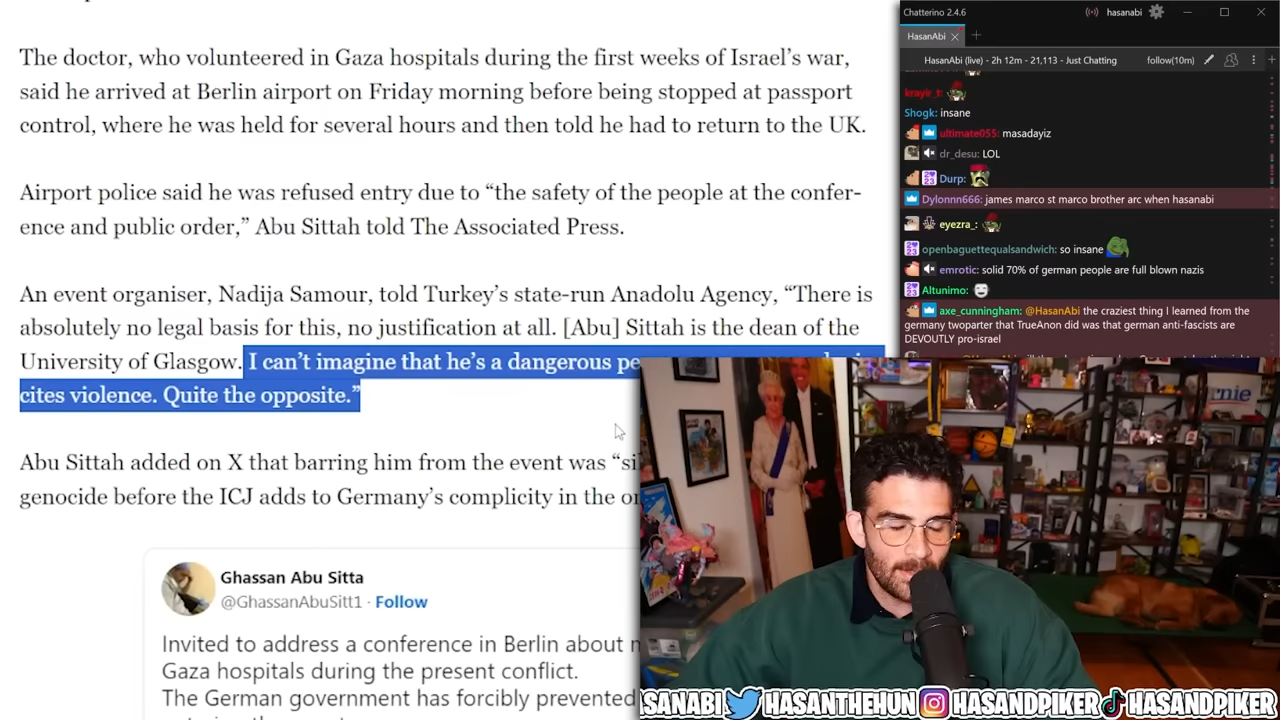 The doctor, who volunteered in Gaza hospitals during the first weeks of Israel’s war,
said he arrived at Berlin airport on Friday morning before being stopped at passport
control, where he was held for several hours and then told he had to return to the UK.
Airport police said he was refused entry due to “the safety of the people at the confer-
ence and public order,” Abu Sittah told The Associated Press.
An event organiser, Nadija Samour, told Turkey’s state-run Anadolu Agency, “There is
absolutely no legal basis for this, no justification at all. [Abu] Sittah is the dean of the
University of Glasgow. I can’t imagine that he’s a dangerous
cites violence. Quite the opposite.”
Abu Sittah added on X that barring him from the event was
genocide before the ICJ adds to Germany’s complicity in the
Ghassan Abu Sitta
@GhassanAbuSitt1 · Follow
Invited to address a conference in Berlin about
Gaza hospitals during the present conflict.
The German government has forcibly prevented
Chatterino 2.4.6
hasanabi
HasanAbi
HasanAbi (live) - 2h 12m - 21,113 - Just Chatting
follow(10m)
krayir_t:
Shogk: insane
ultimate055: masadayiz
dr_desu: LOL
Durp:
Dylonnn666: james marco st marco brother arc when hasanabi
eyezra_:
openbaguettequalsandwich: so insane
emrotic: solid 70% of german people are full blown nazis
Altunimo:
axe_cunningham: @HasanAbi the craziest thing I learned from the
germany twoparter that TrueAnon did was that german anti-fascists are
DEVOUTLY pro-israel
rnie
SANABI HASANTHEHUN HASANDPIKER HASANDPIKER